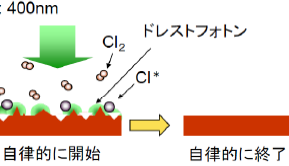 : 400nm
ドレストフォトン
Cl2
Cl*
自律的に開始
自律的に終了